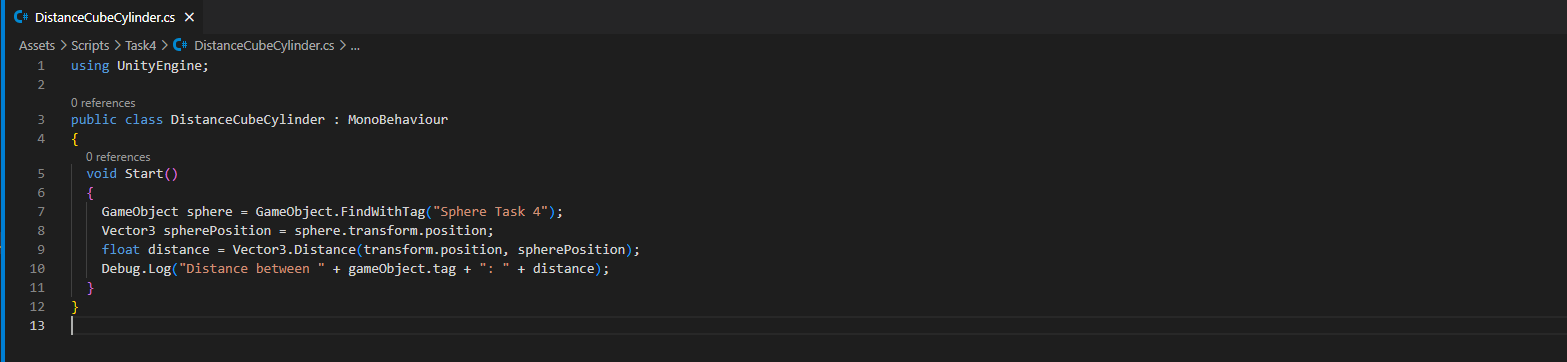 C# DistanceCubeCylinder.cs ×
Assets > Scripts > Task4 > C# DistanceCubeCylinder.cs > ...
1 using UnityEngine;
2
0 references
3 public class DistanceCubeCylinder : MonoBehaviour
4 {
0 references
5 void Start()
6 {
7 GameObject sphere = GameObject.FindWithTag("Sphere Task 4");
8 Vector3 spherePosition = sphere.transform.position;
9 float distance = Vector3.Distance(transform.position, spherePosition);
10 Debug.Log("Distance between " + gameObject.tag + ": " + distance);
11 }
12 }
13